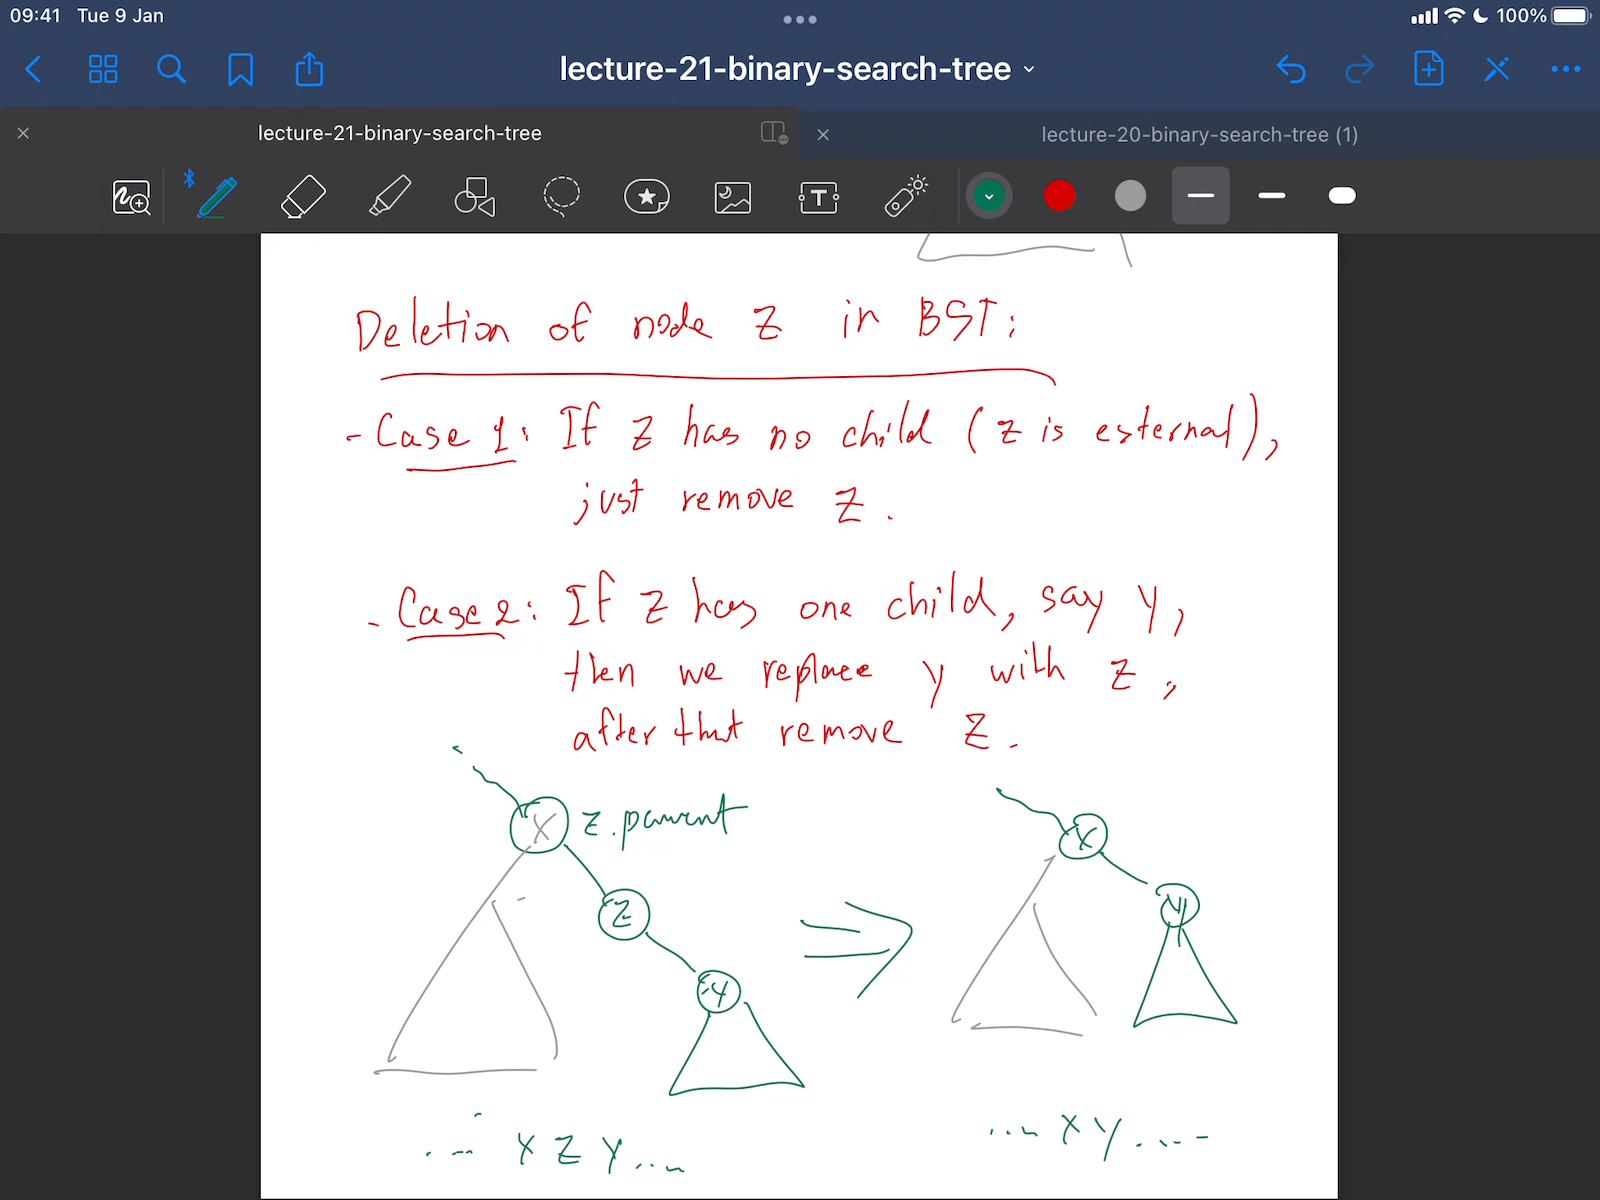 09:41 Tue 9 Jan
100%
lecture-21-binary-search-tree
lecture-21-binary-search-tree
lecture-20-binary-search-tree (1)
T
Deletion of node z in BST:
- Case 1: If z has no child (z is external),
just remove z.
- Case 2: If z has one child, say y,
then we replace y with z,
after that remove z.
X z.parent
X
Z
Y
Y
... X Z Y ...
... X Y ....